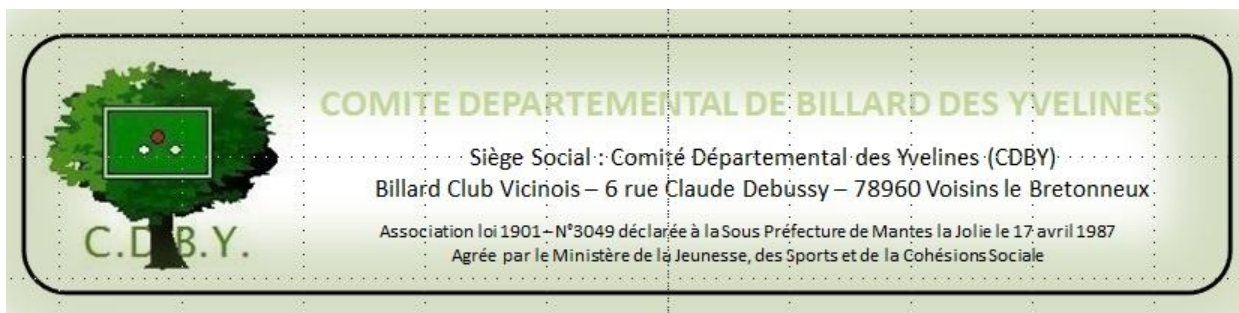 COMITE DEPARTEMENTAL DE BILLARD DES YVELINES
Siège Social : Comité Départemental des Yvelines (CDBY)
Billard Club Vicinois – 6 rue Claude Debussy – 78960 Voisins le Bretonneux
Association loi 1901 – N°3049 déclarée à la Sous Préfecture de Mantes la Jolie le 17 avril 1987
Agrée par le Ministère de la Jeunesse, des Sports et de la Cohésions Sociale
C.D.B.Y.